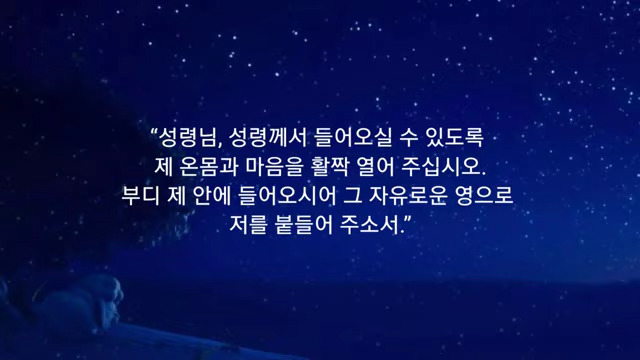 “성령님, 성령께서 들어오실 수 있도록
제 온몸과 마음을 활짝 열어 주십시오.
부디 제 안에 들어오시어 그 자유로운 영으로
저를 붙들어 주소서.”